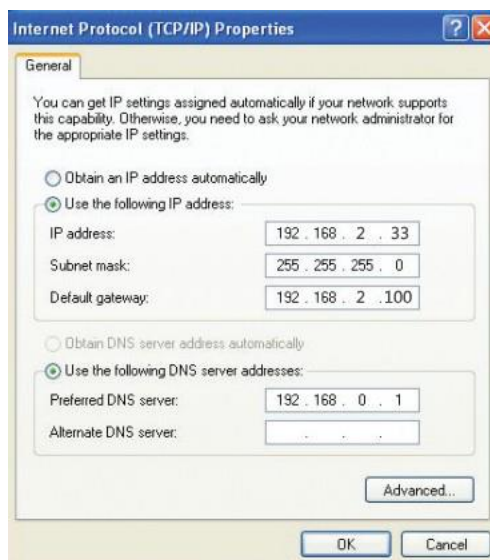 Internet Protocol (TCP/IP) Properties
General
You can get IP settings assigned automatically if your network supports
this capability. Otherwise, you need to ask your network administrator for
the appropriate IP settings.
Obtain an IP address automatically
Use the following IP address:
IP address: 192 . 168 . 2 . 33
Subnet mask: 255 . 255 . 255 . 0
Default gateway: 192 . 168 . 2 .100
Obtain DNS server address automatically
Use the following DNS server addresses:
Preferred DNS server: 192 . 168 . 0 . 1
Alternate DNS server: . . .
Advanced...
OK Cancel